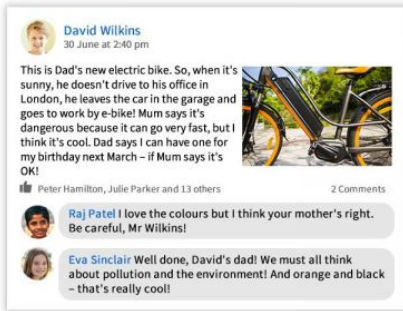 David Wilkins
30 June at 2:40 pm
This is Dad's new electric bike. So, when it's
sunny, he doesn't drive to his office in
London, he leaves the car in the garage and
goes to work by e-bike! Mum says it's
dangerous because it can go very fast, but I
think it's cool. Dad says I can have one for
my birthday next March – if Mum says it's
OK!
Peter Hamilton, Julie Parker and 13 others
2 Comments
Raj Patel I love the colours but I think your mother's right.
Be careful, Mr Wilkins!
Eva Sinclair Well done, David's dad! We must all think
about pollution and the environment! And orange and black
– that's really cool!